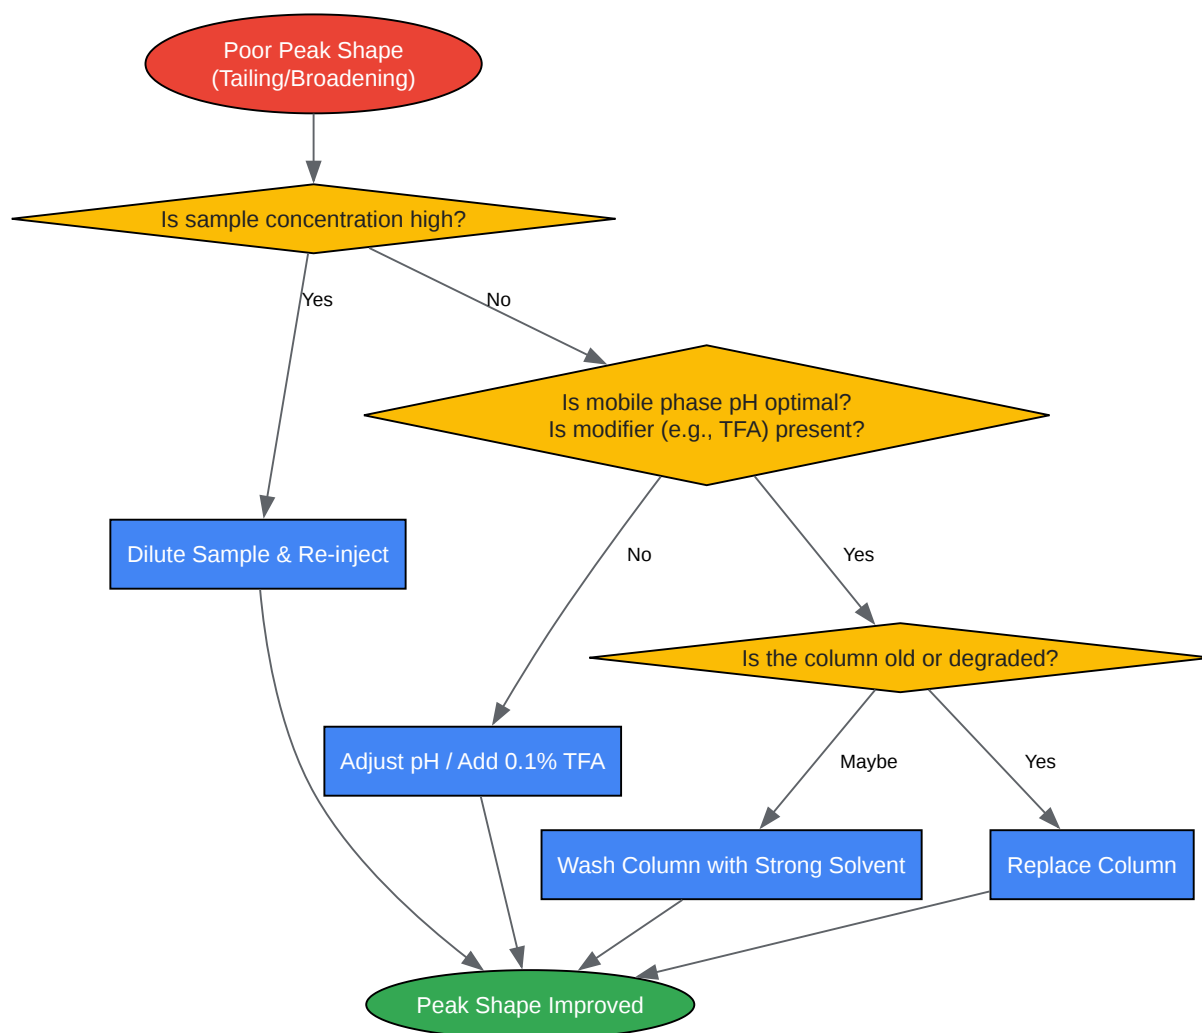 Poor Peak Shape
(Tailing/Broadening)
Is sample concentration high?
Yes
No
Is mobile phase pH optimal?
Is modifier (e.g., TFA) present?
Dilute Sample & Re-inject
No
Yes
Is the column old or degraded?
Adjust pH / Add 0.1% TFA
Maybe
Yes
Wash Column with Strong Solvent
Replace Column
Peak Shape Improved